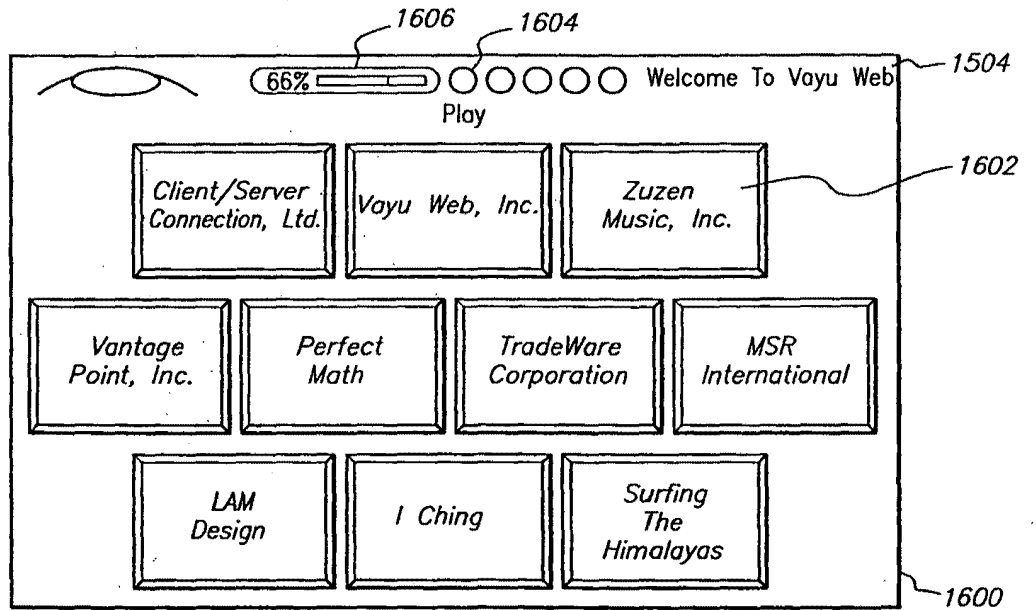 1606
1604
66%
Welcome To Vayu Web
1504
Play
Client/Server
Connection, Ltd.
Vayu Web, Inc.
Zuzen
Music, Inc.
1602
Vantage
Point, Inc.
Perfect
Math
TradeWare
Corporation
MSR
International
LAM
Design
I Ching
Surfing
The
Himalayas
1600